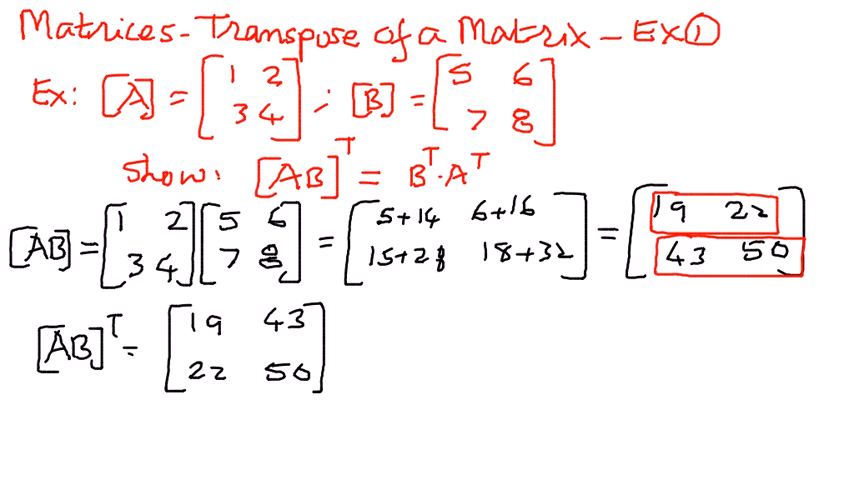 Matrices - Transpose of a Matrix - Ex①
Ex: [A] = [1 2; 3 4] ; [B] = [5 6; 7 8]
Show: [AB]ᵀ = Bᵀ·Aᵀ
[AB] = [1 2; 3 4] [5 6; 7 8] = [5+14 6+16; 15+28 18+32] = [19 22; 43 50]
[AB]ᵀ = [19 43; 22 50]